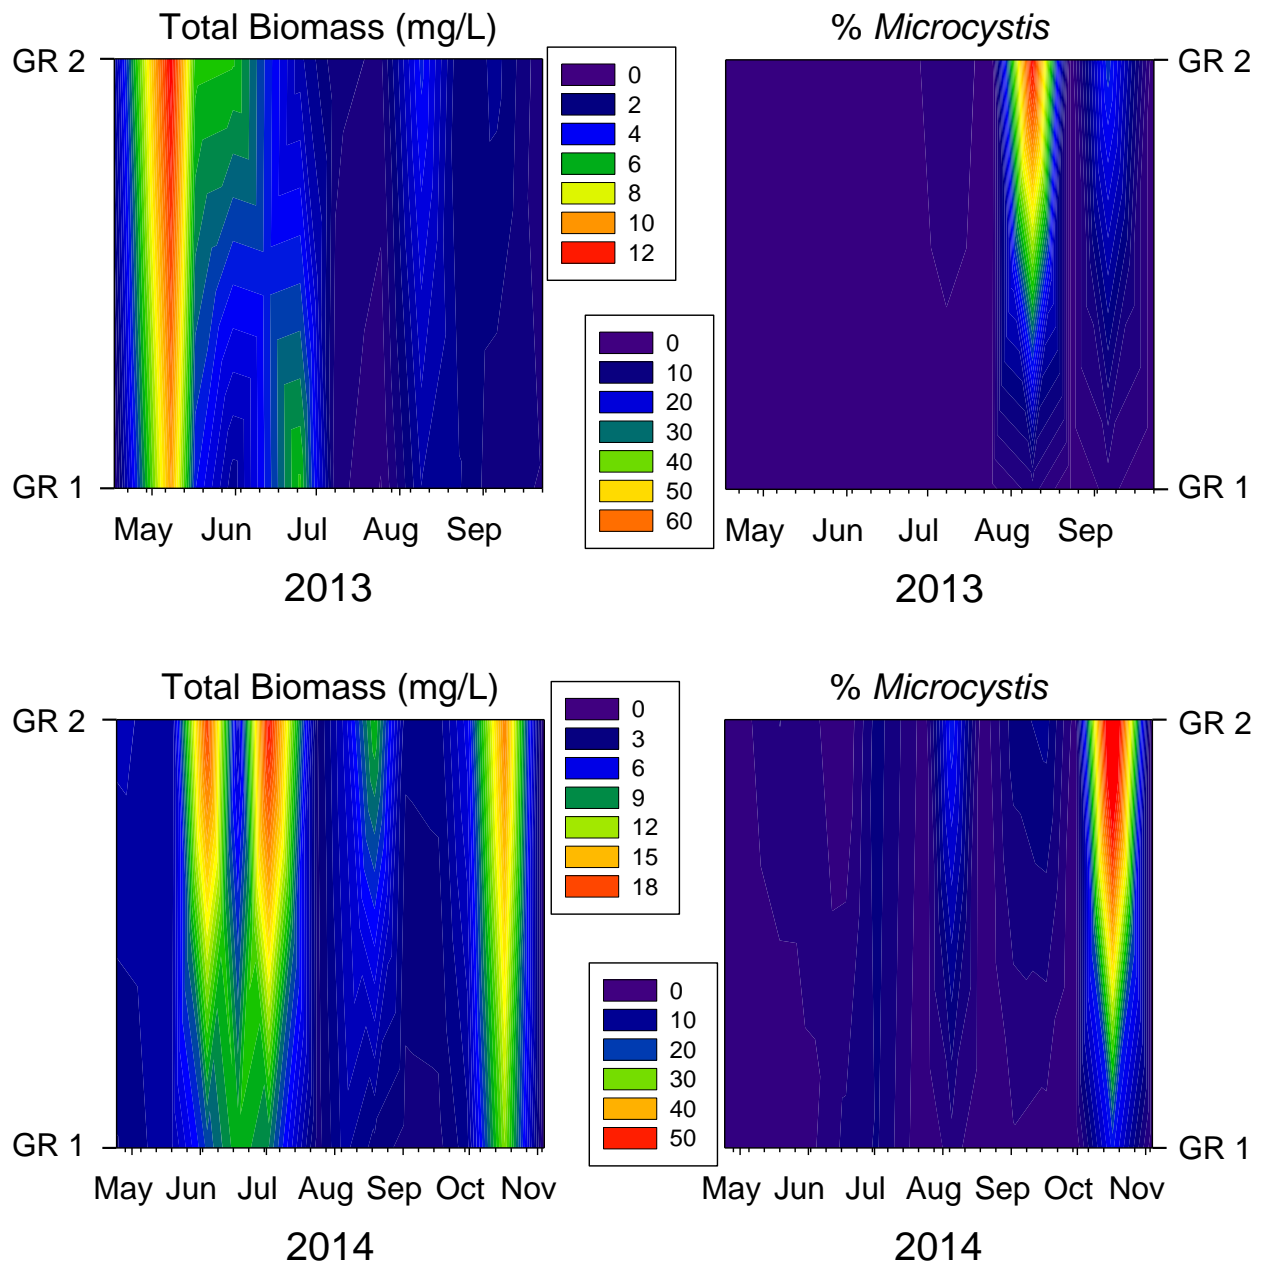 Total Biomass (mg/L)
% Microcystis
GR 2
GR 2
0
2
4
6
8
10
12
0
10
20
30
40
50
60
GR 1
GR 1
May Jun Jul Aug Sep
May Jun Jul Aug Sep
2013
2013
Total Biomass (mg/L)
% Microcystis
GR 2
GR 2
0
3
6
9
12
15
18
0
10
20
30
40
50
GR 1
GR 1
May Jun Jul Aug Sep Oct Nov
May Jun Jul Aug Sep Oct Nov
2014
2014